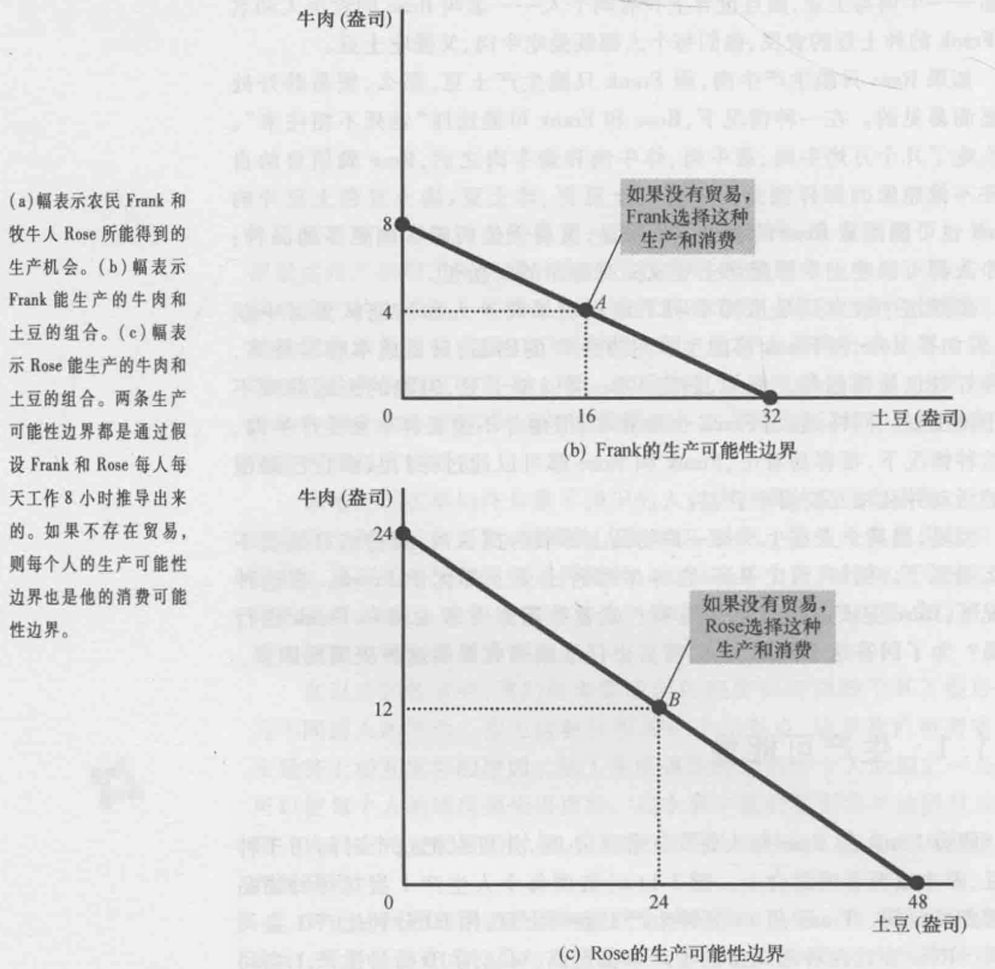 (a)幅表示农民 Frank 和
牧牛人 Rose 所能得到的
生产机会。(b)幅表示
Frank 能生产的牛肉和
土豆的组合。(c)幅表
示 Rose 能生产的牛肉和
土豆的组合。两条生产
可能性边界都是通过假
设 Frank 和 Rose 每人每
天工作 8 小时推导出来
的。如果不存在贸易,
则每个人的生产可能性
边界也是他的消费可能
性边界。
牛肉(盎司)
如果没有贸易,
Frank选择这种
生产和消费
8
4
A
0
16
32
土豆(盎司)
(b) Frank的生产可能性边界
牛肉(盎司)
24
如果没有贸易,
Rose选择这种
生产和消费
12
B
0
24
48
土豆(盎司)
(c) Rose的生产可能性边界